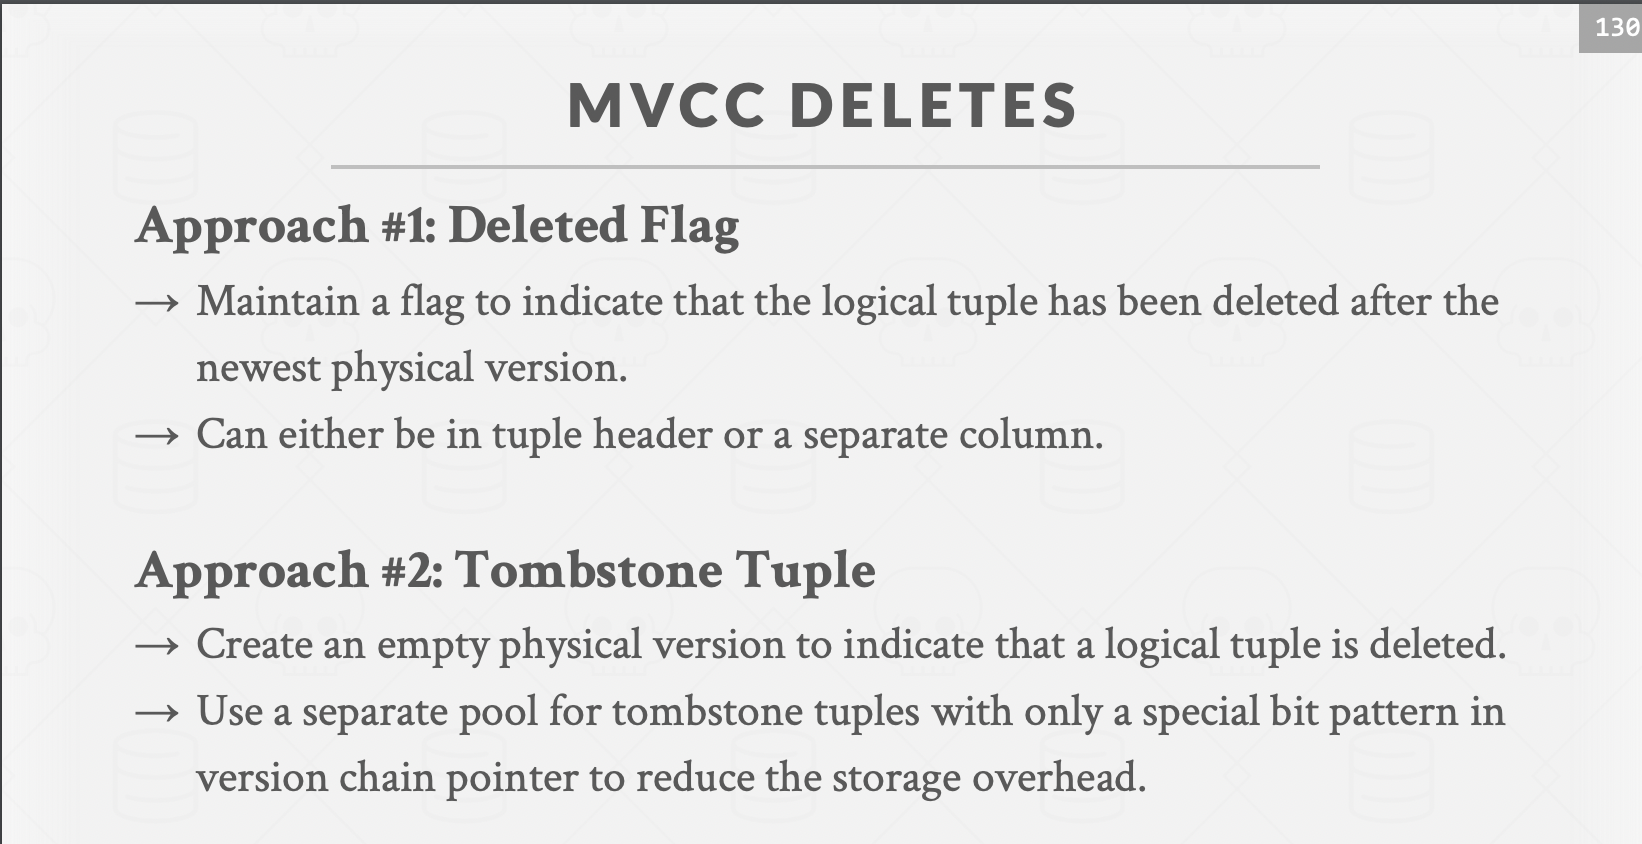 130
MVCC DELETES
Approach #1: Deleted Flag
→ Maintain a flag to indicate that the logical tuple has been deleted after the
newest physical version.
→ Can either be in tuple header or a separate column.
Approach #2: Tombstone Tuple
→ Create an empty physical version to indicate that a logical tuple is deleted.
→ Use a separate pool for tombstone tuples with only a special bit pattern in
version chain pointer to reduce the storage overhead.